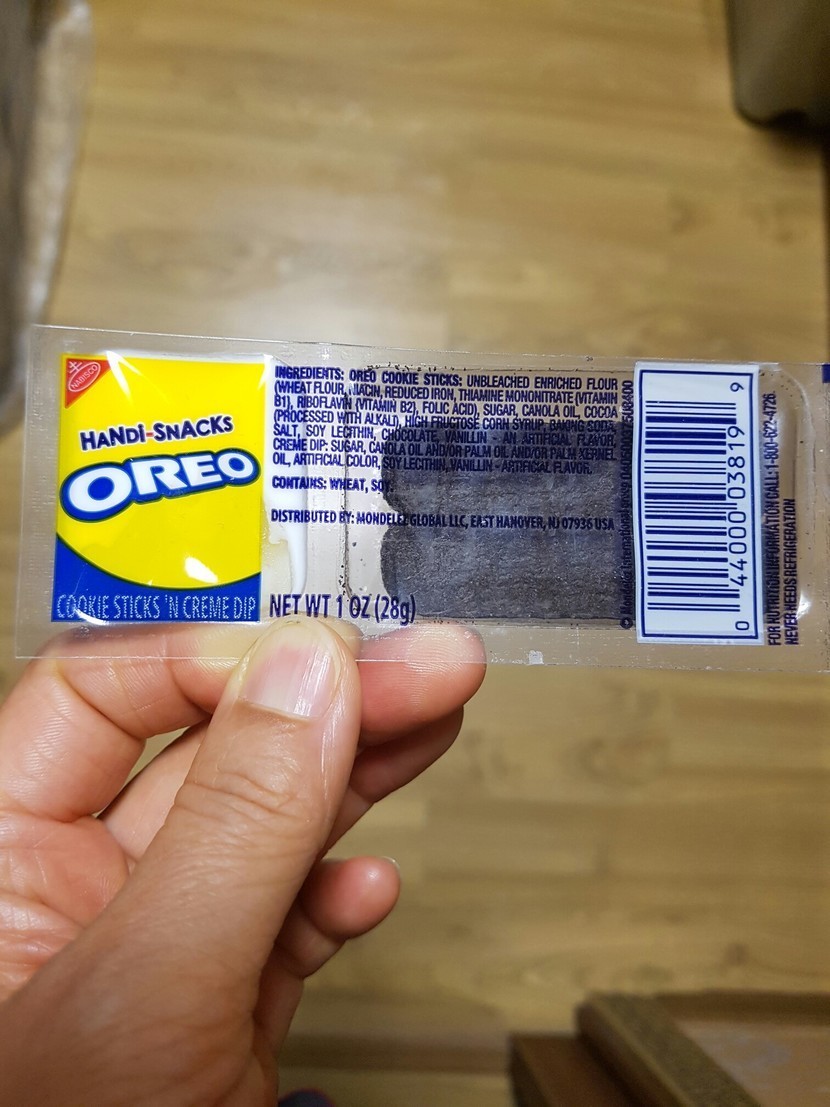 NABISCO
HANDi-SNACKS
OREO
COOKIE STICKS 'N CREME DIP
INGREDIENTS: OREO COOKIE STICKS: UNBLEACHED ENRICHED FLOUR
(WHEAT FLOUR, NIACIN, REDUCED IRON, THIAMINE MONONITRATE (VITAMIN
B1), RIBOFLAVIN (VITAMIN B2), FOLIC ACID), SUGAR, CANOLA OIL, COCOA
(PROCESSED WITH ALKALI), HIGH FRUCTOSE CORN SYRUP, BAKING SODA,
SALT, SOY LECITHIN, CHOCOLATE, VANILLIN - AN ARTIFICIAL FLAVOR,
CREME DIP: SUGAR, CANOLA OIL AND/OR PALM OIL AND/OR PALM KERNEL
OIL, ARTIFICIAL COLOR, SOY LECITHIN, VANILLIN - ARTIFICIAL FLAVOR.
CONTAINS: WHEAT, SOY.
DISTRIBUTED BY: MONDELEZ GLOBAL LLC, EAST HANOVER, NJ 07936 USA
NET WT 1 OZ (28g)
© Mondelez International group
0 44000 03819 9
FOR NUTRITION INFORMATION CALL: 1-800-622-4726
NEVER NEEDS REFRIGERATION